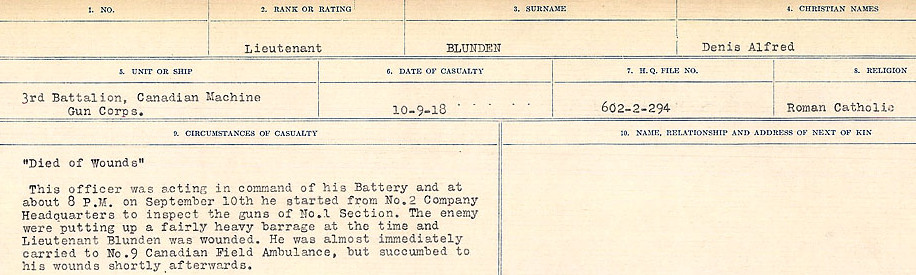 1. NO. 2. RANK OR RATING 3. SURNAME 4. CHRISTIAN NAMES
Lieutenant BLUNDEN Denis Alfred
5. UNIT OR SHIP 6. DATE OF CASUALTY 7. H.Q. FILE NO. 8. RELIGION
3rd Battalion, Canadian Machine
Gun Corps. 10-9-18 602-2-294 Roman Catholic
9. CIRCUMSTANCES OF CASUALTY 10. NAME, RELATIONSHIP AND ADDRESS OF NEXT OF KIN
"Died of Wounds"
This officer was acting in command of his Battery and at
about 8 P.M. on September 10th he started from No.2 Company
Headquarters to inspect the guns of No.1 Section. The enemy
were putting up a fairly heavy barrage at the time and
Lieutenant Blunden was wounded. He was almost immediately
carried to No.9 Canadian Field Ambulance, but succumbed to
his wounds shortly afterwards.